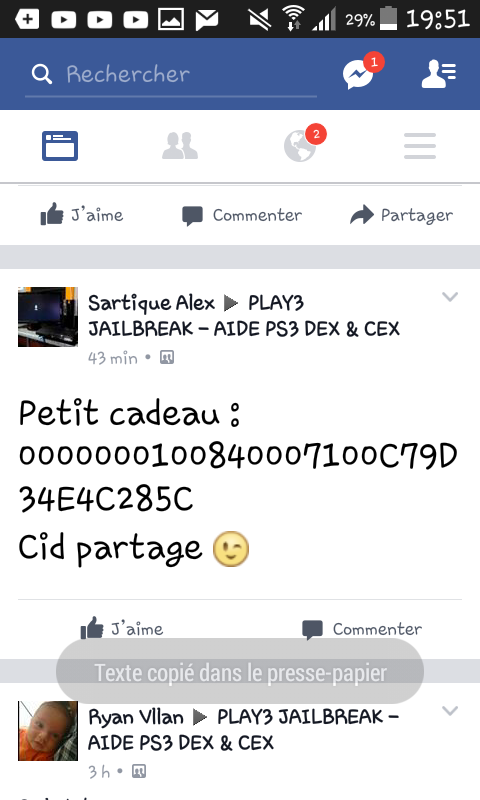 29% 19:51
Rechercher
1
2
J'aime Commenter Partager
Sartique Alex ▶ PLAY3
JAILBREAK - AIDE PS3 DEX & CEX
43 min •
Petit cadeau :
0000000100840007100C79D
34E4C285C
Cid partage 😉
J'aime Commenter
Texte copié dans le presse-papier
Ryan Vllan ▶ PLAY3 JAILBREAK -
AIDE PS3 DEX & CEX
3 h •